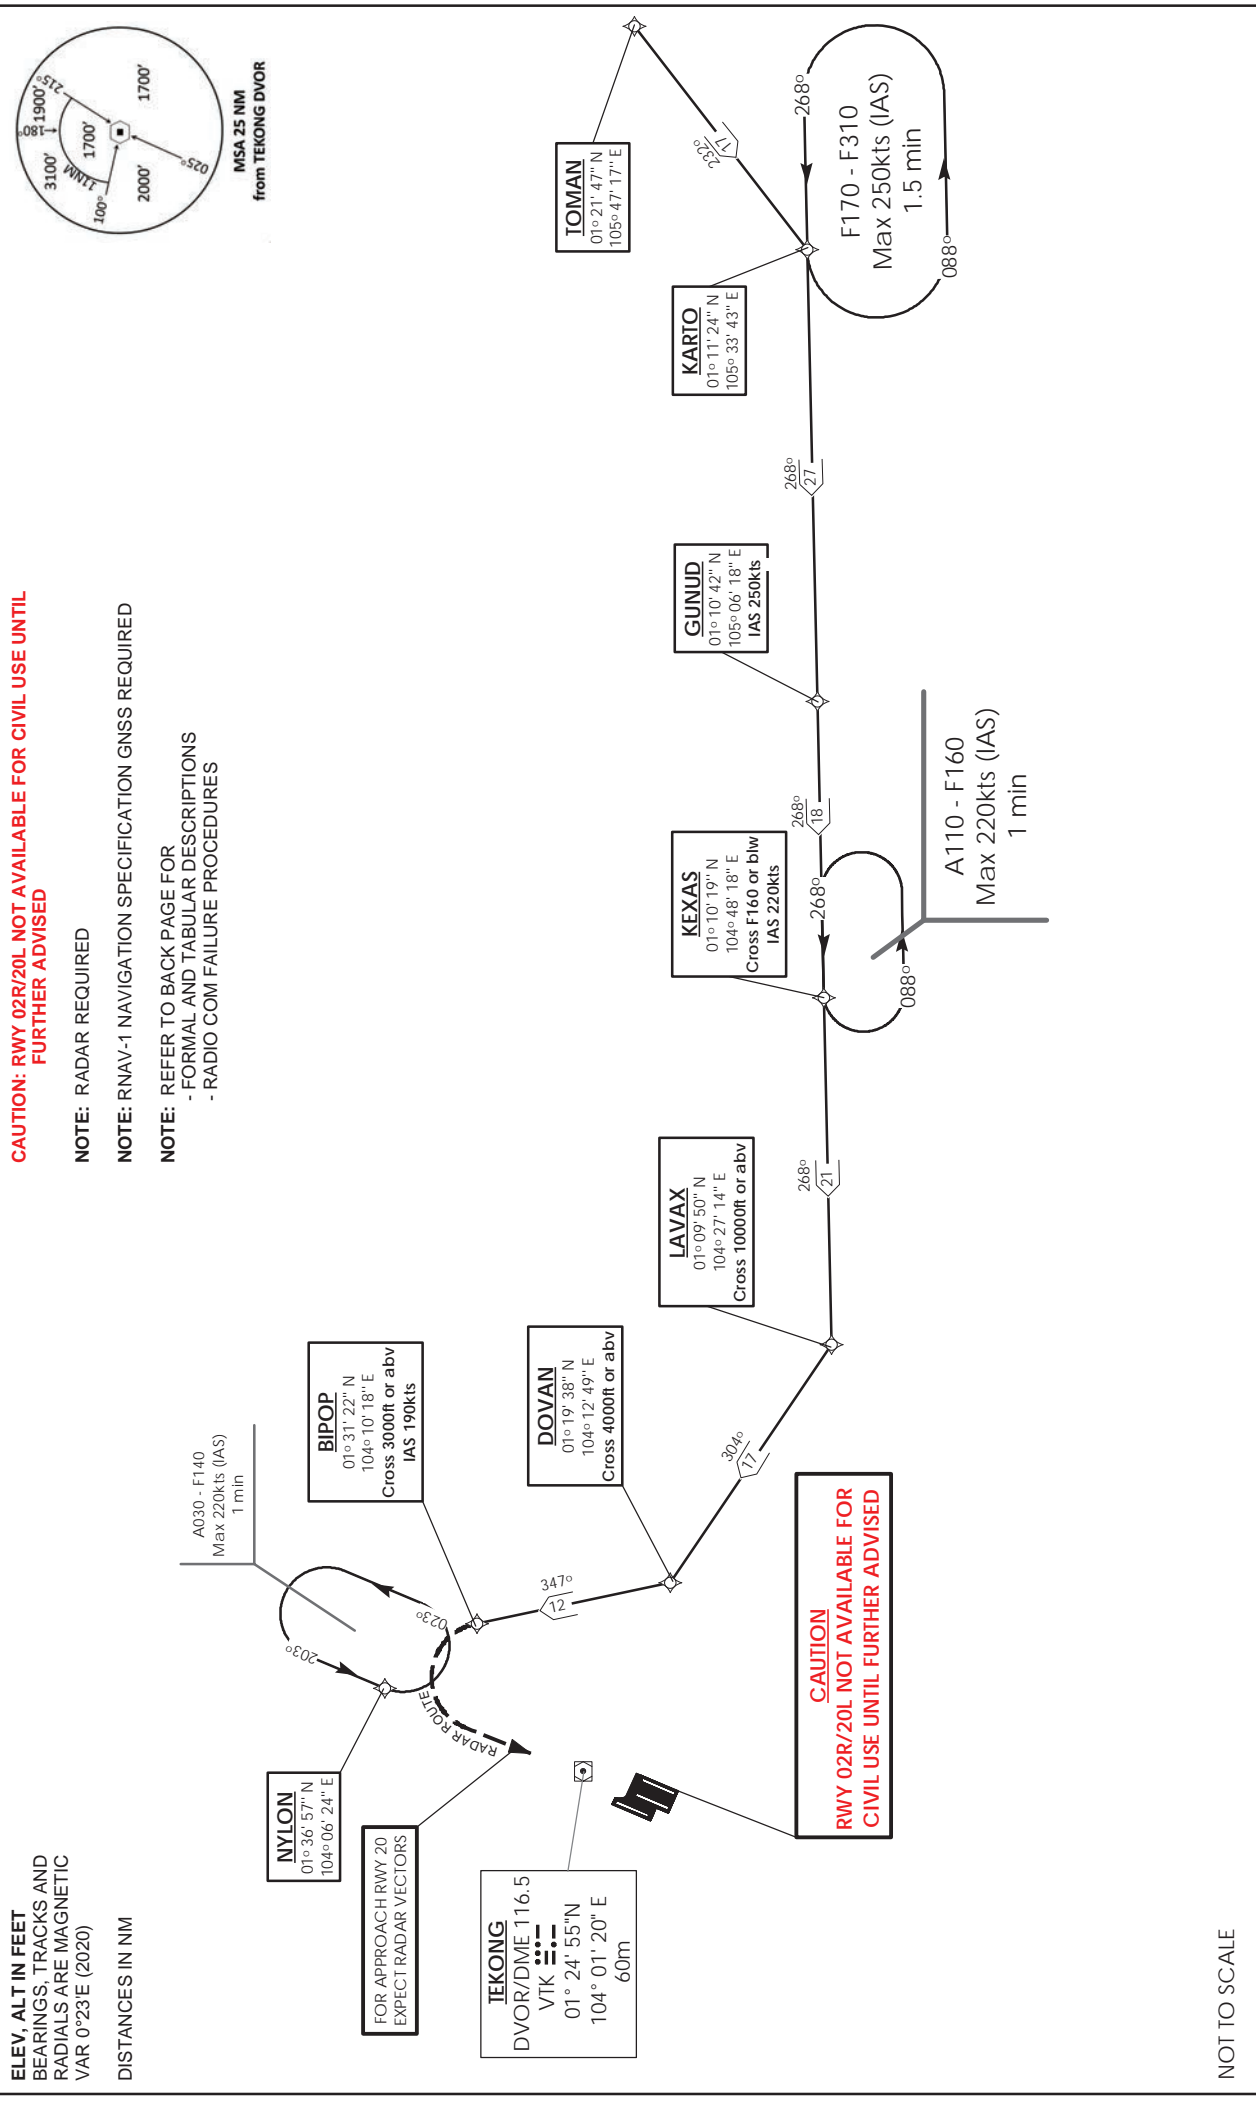 ELEV, ALT IN FEET
BEARINGS, TRACKS AND
RADIALS ARE MAGNETIC
VAR 0°23'E (2020)
DISTANCES IN NM
CAUTION: RWY 02R/20L NOT AVAILABLE FOR CIVIL USE UNTIL
FURTHER ADVISED
NOTE: RADAR REQUIRED
NOTE: RNAV-1 NAVIGATION SPECIFICATION GNSS REQUIRED
NOTE: REFER TO BACK PAGE FOR
- FORMAL AND TABULAR DESCRIPTIONS
- RADIO COM FAILURE PROCEDURES
100°
180°
215°
025°
3100'
1900'
1700'
1700'
2000'
11NM
MSA 25 NM
from TEKONG DVOR
A030 - F140
Max 220kts (IAS)
1 min
203°
023°
NYLON
01° 36' 57" N
104° 06' 24" E
BIPOP
01° 31' 22" N
104° 10' 18" E
Cross 3000ft or abv
IAS 190kts
FOR APPROACH RWY 20
EXPECT RADAR VECTORS
RADAR ROUTE
TEKONG
DVOR/DME 116.5
VTK
01° 24' 55"N
104° 01' 20" E
60m
347°
12
DOVAN
01° 19' 38" N
104° 12' 49" E
Cross 4000ft or abv
304°
17
LAVAX
01° 09' 50" N
104° 27' 14" E
Cross 10000ft or abv
268°
21
KEXAS
01° 10' 19" N
104° 48' 18" E
Cross F160 or blw
IAS 220kts
268°
088°
A110 - F160
Max 220kts (IAS)
1 min
268°
18
GUNUD
01° 10' 42" N
105° 06' 18" E
IAS 250kts
268°
27
KARTO
01° 11' 24" N
105° 33' 43" E
TOMAN
01° 21' 47" N
105° 47' 17" E
232°
17
268°
F170 - F310
Max 250kts (IAS)
1.5 min
088°
CAUTION
RWY 02R/20L NOT AVAILABLE FOR
CIVIL USE UNTIL FURTHER ADVISED
NOT TO SCALE